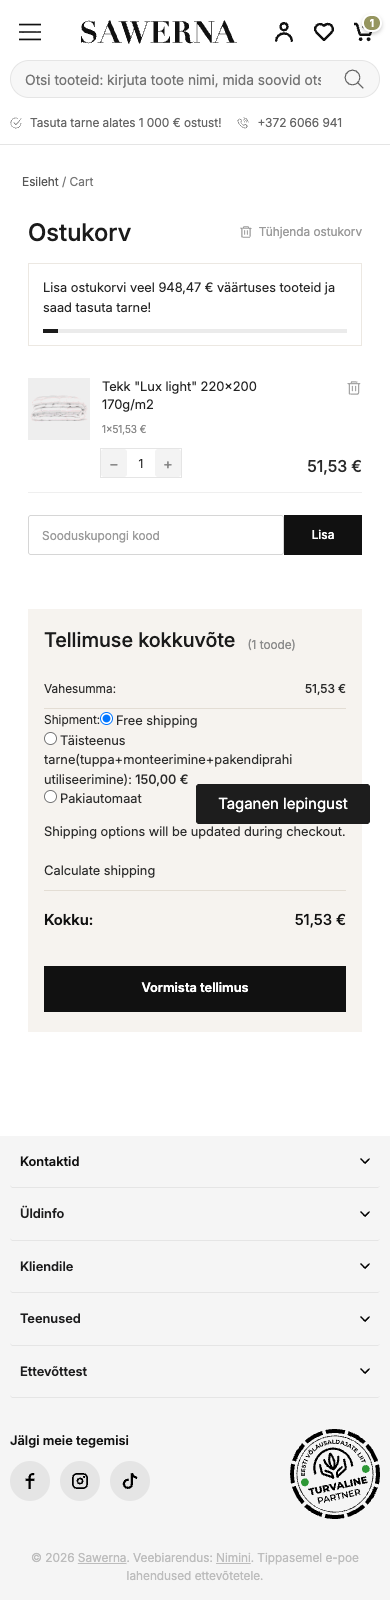 SAWERNA
1
Otsi tooteid: kirjuta toote nimi, mida soovid ots
Tasuta tarne alates 1 000 € ostust!
+372 6066 941
Esileht / Cart
Ostukorv
Tühjenda ostukorv
Lisa ostukorvi veel 948,47 € väärtuses tooteid ja
saad tasuta tarne!
Tekk "Lux light" 220x200
170g/m2
1×51,53 €
− 1 +
51,53 €
Sooduskupongi kood
Lisa
Tellimuse kokkuvõte (1 toode)
Vahesumma: 51,53 €
Shipment: Free shipping
Täisteenus
tarne(tuppa+monteerimine+pakendiprahi
utiliseerimine): 150,00 €
Pakiautomaat
Taganen lepingust
Shipping options will be updated during checkout.
Calculate shipping
Kokku: 51,53 €
Vormista tellimus
Kontaktid
Üldinfo
Kliendile
Teenused
Ettevõttest
Jälgi meie tegemisi
EESTI VÕLAUSALDAJATE LIIT
TURVALINE
PARTNER
© 2026 Sawerna. Veebiarendus: Nimini. Tippasemel e-poe
lahendused ettevõtetele.